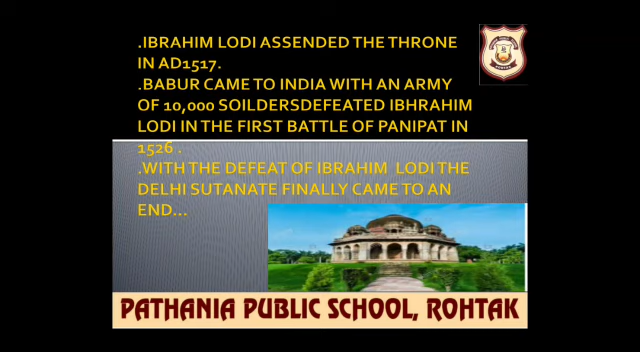 .IBRAHIM LODI ASSENDED THE THRONE
IN AD1517.
.BABUR CAME TO INDIA WITH AN ARMY
OF 10,000 SOILDERSDEFEATED IBHRAHIM
LODI IN THE FIRST BATTLE OF PANIPAT IN
1526 .
.WITH THE DEFEAT OF IBRAHIM LODI THE
DELHI SUTANATE FINALLY CAME TO AN
END...
PATHANIA PUBLIC SCHOOL, ROHTAK